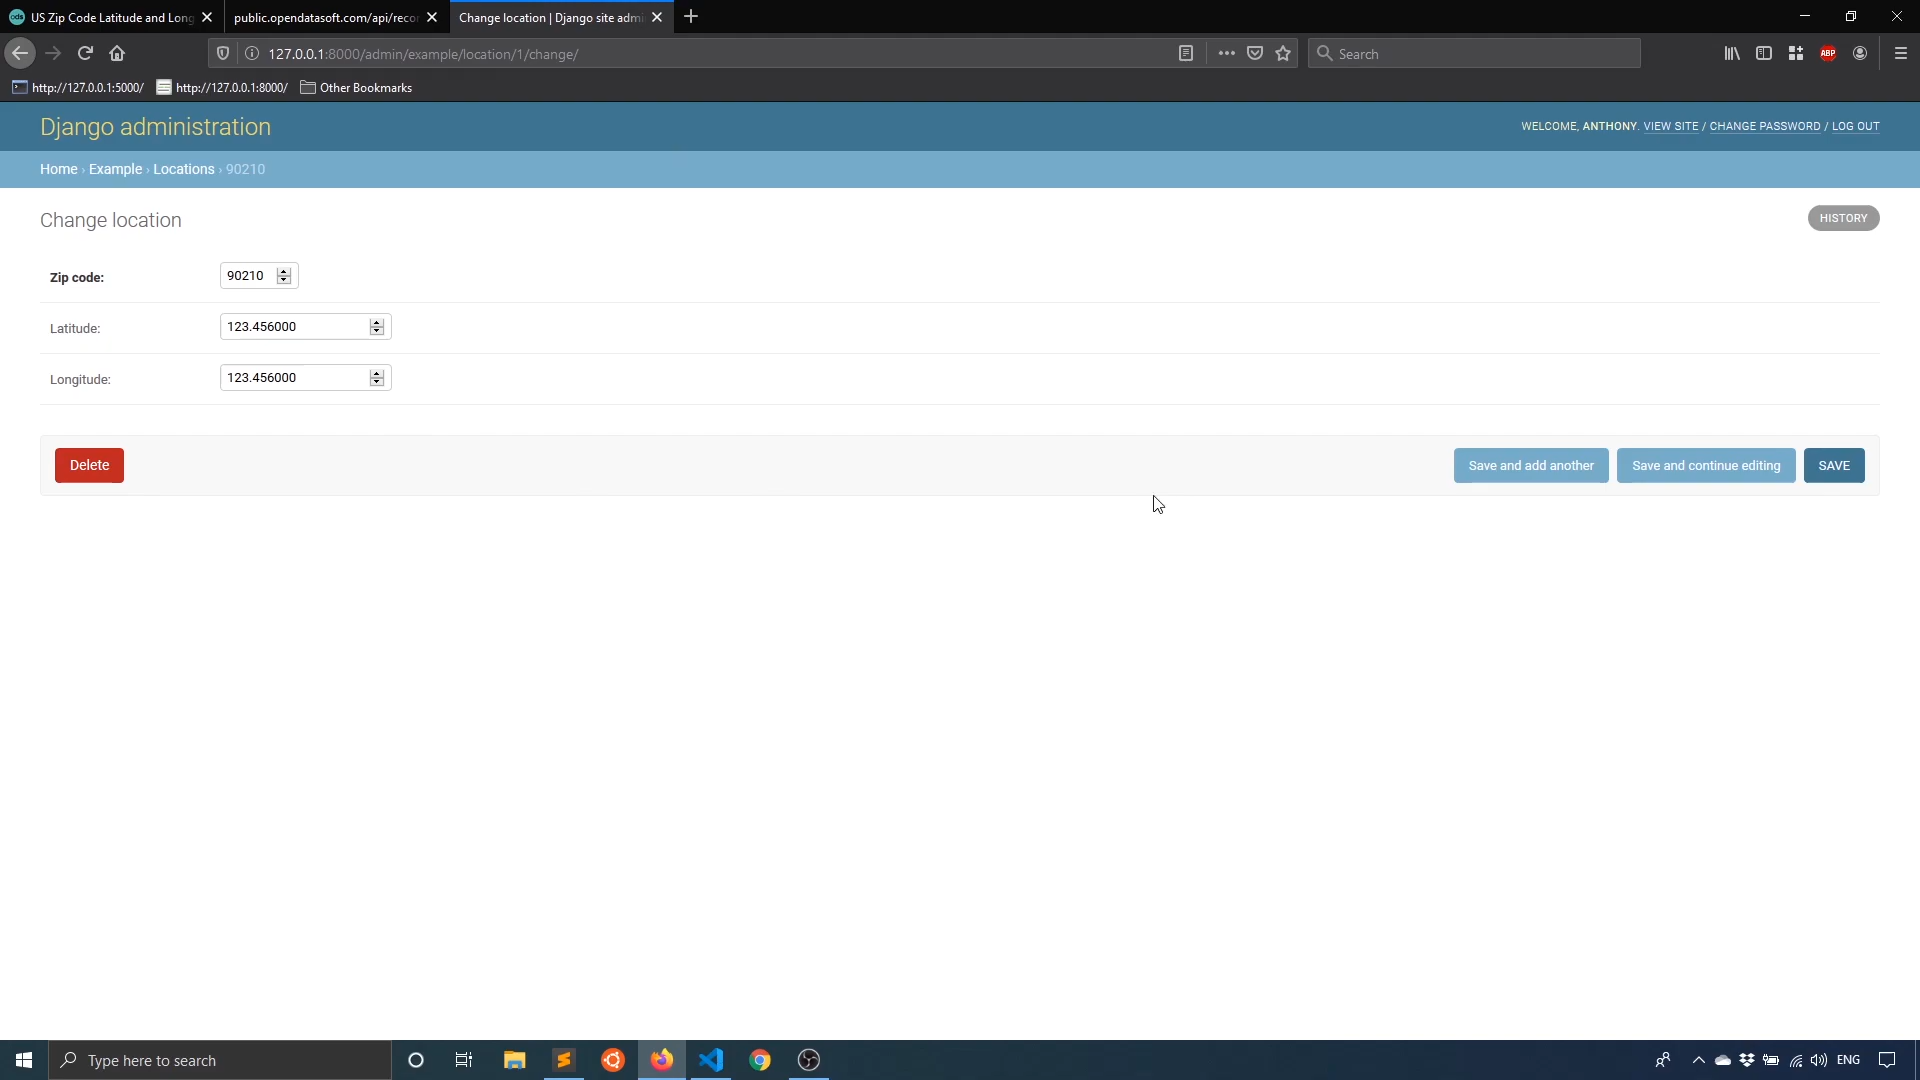 US Zip Code Latitude and Long
public.opendatasoft.com/api/recor
Change location | Django site admi
127.0.0.1:8000/admin/example/location/1/change/
Search
ABP
http://127.0.0.1:5000/
http://127.0.0.1:8000/
Other Bookmarks
Django administration
WELCOME, ANTHONY. VIEW SITE / CHANGE PASSWORD / LOG OUT
Home › Example › Locations › 90210
Change location
HISTORY
Zip code:
90210
Latitude:
123.456000
Longitude:
123.456000
Delete
Save and add another
Save and continue editing
SAVE
Type here to search
ENG